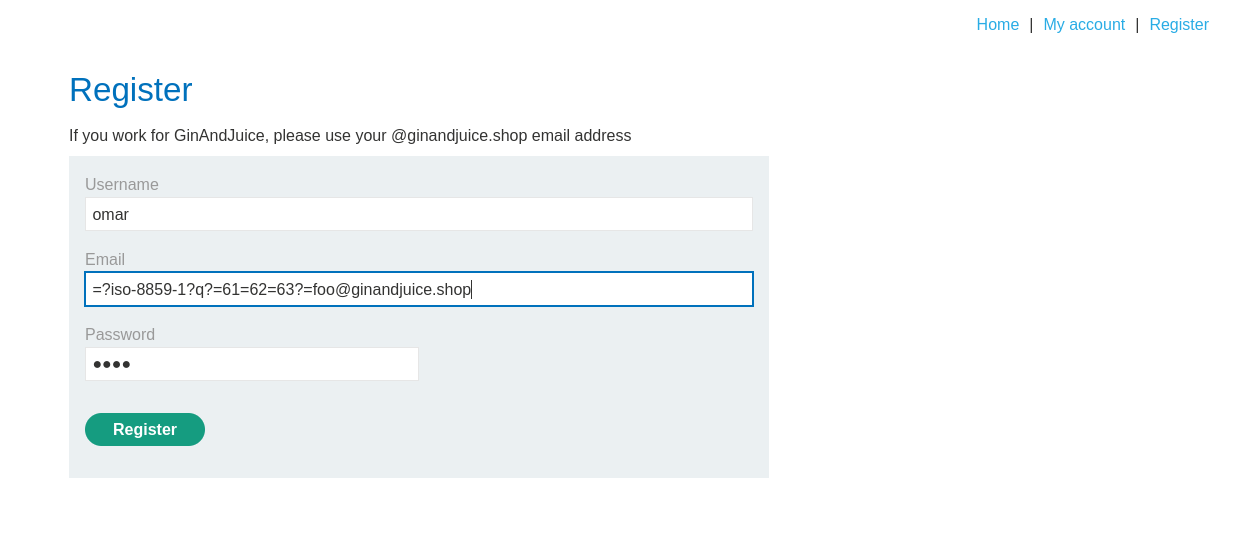 Home | My account | Register
Register
If you work for GinAndJuice, please use your @ginandjuice.shop email address
Username
omar
Email
=?iso-8859-1?q?=61=62=63?=foo@ginandjuice.shop
Password
●●●●
Register